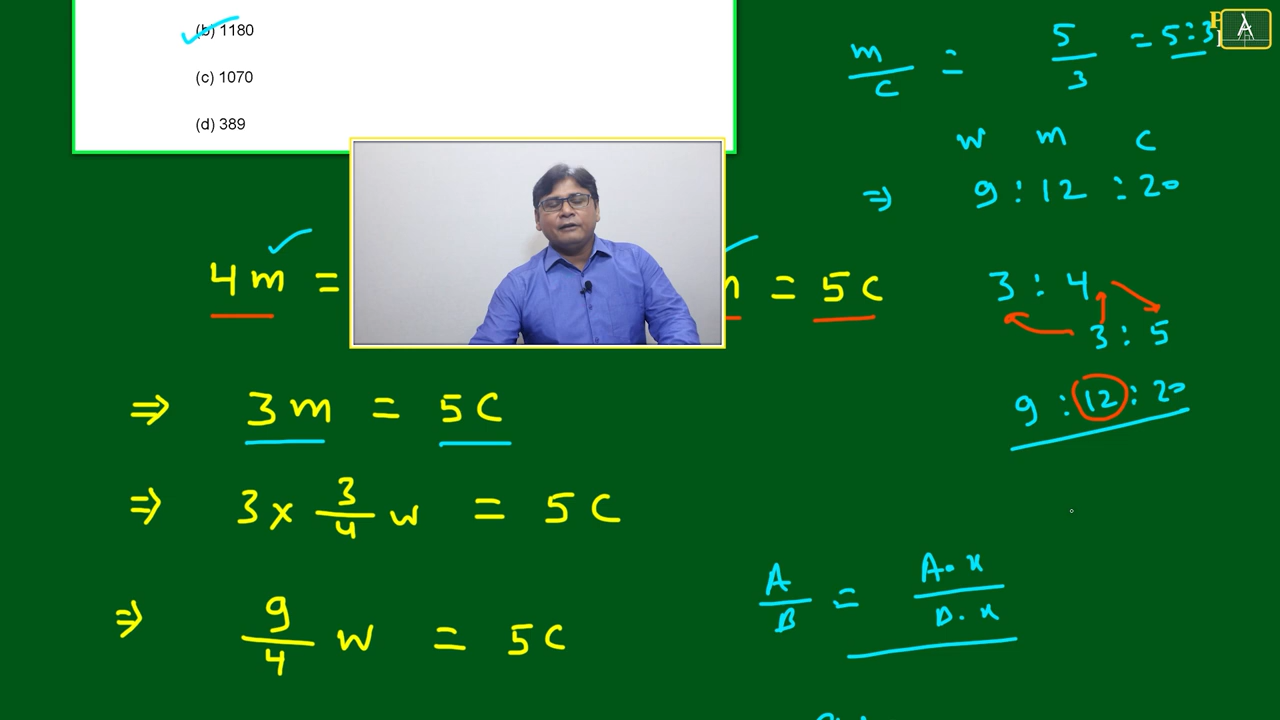 (b) 1180
(c) 1070
(d) 389
4m =
= 5C
⇒ 3m = 5C
⇒ 3 × 3/4 w = 5C
⇒ 9/4 w = 5C
m/c = 5/3 = 5:3
w m c
⇒ 9 : 12 : 20
3 : 4
3 : 5
9 : 12 : 20
A/B = A·x/B·x